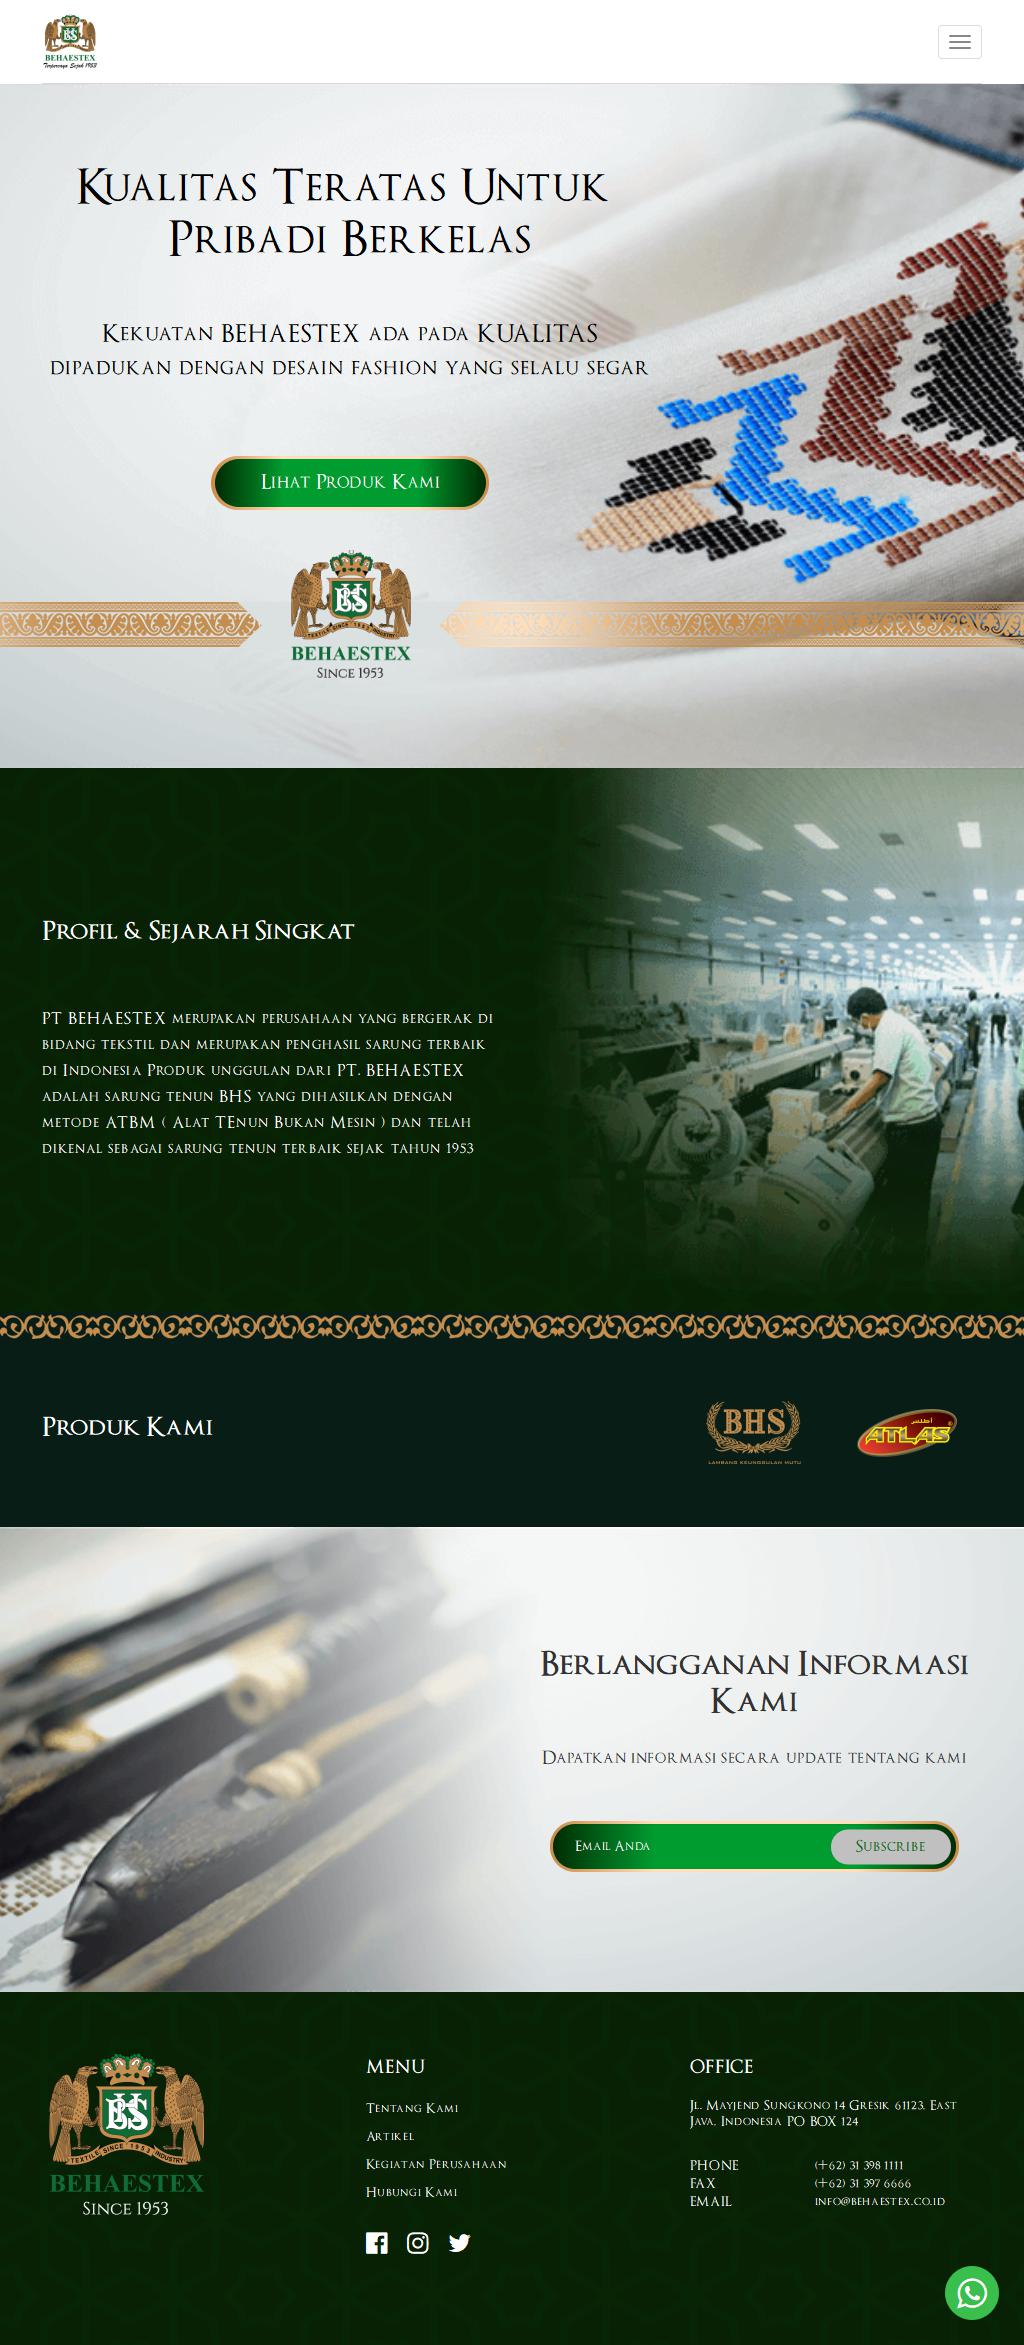 BHS
BEHAESTEX
Terpercaya Sejak 1953
Kualitas Teratas Untuk
Pribadi Berkelas
Kekuatan BEHAESTEX ada pada KUALITAS
dipadukan dengan desain fashion yang selalu segar
Lihat Produk Kami
BHS
TEXTILE SINCE 1953 INDUSTRY
BEHAESTEX
Since 1953
Profil & Sejarah Singkat
PT BEHAESTEX merupakan perusahaan yang bergerak di
bidang tekstil dan merupakan penghasil sarung terbaik
di Indonesia Produk unggulan dari PT. BEHAESTEX
adalah sarung tenun BHS yang dihasilkan dengan
metode ATBM ( Alat TEnun Bukan Mesin ) dan telah
dikenal sebagai sarung tenun terbaik sejak tahun 1953
Produk Kami
BHS
LAMBANG KEUNGGULAN MUTU
أطلس
ATLAS
Berlangganan Informasi
Kami
Dapatkan informasi secara update tentang kami
Email Anda
Subscribe
BHS
TEXTILE SINCE 1953 INDUSTRY
BEHAESTEX
Since 1953
MENU
Tentang Kami
Artikel
Kegiatan Perusahaan
Hubungi Kami
OFFICE
Jl. Mayjend Sungkono 14 Gresik 61123, East
Java, Indonesia PO BOX 124
PHONE (+62) 31 398 1111
FAX (+62) 31 397 6666
EMAIL info@behaestex.co.id